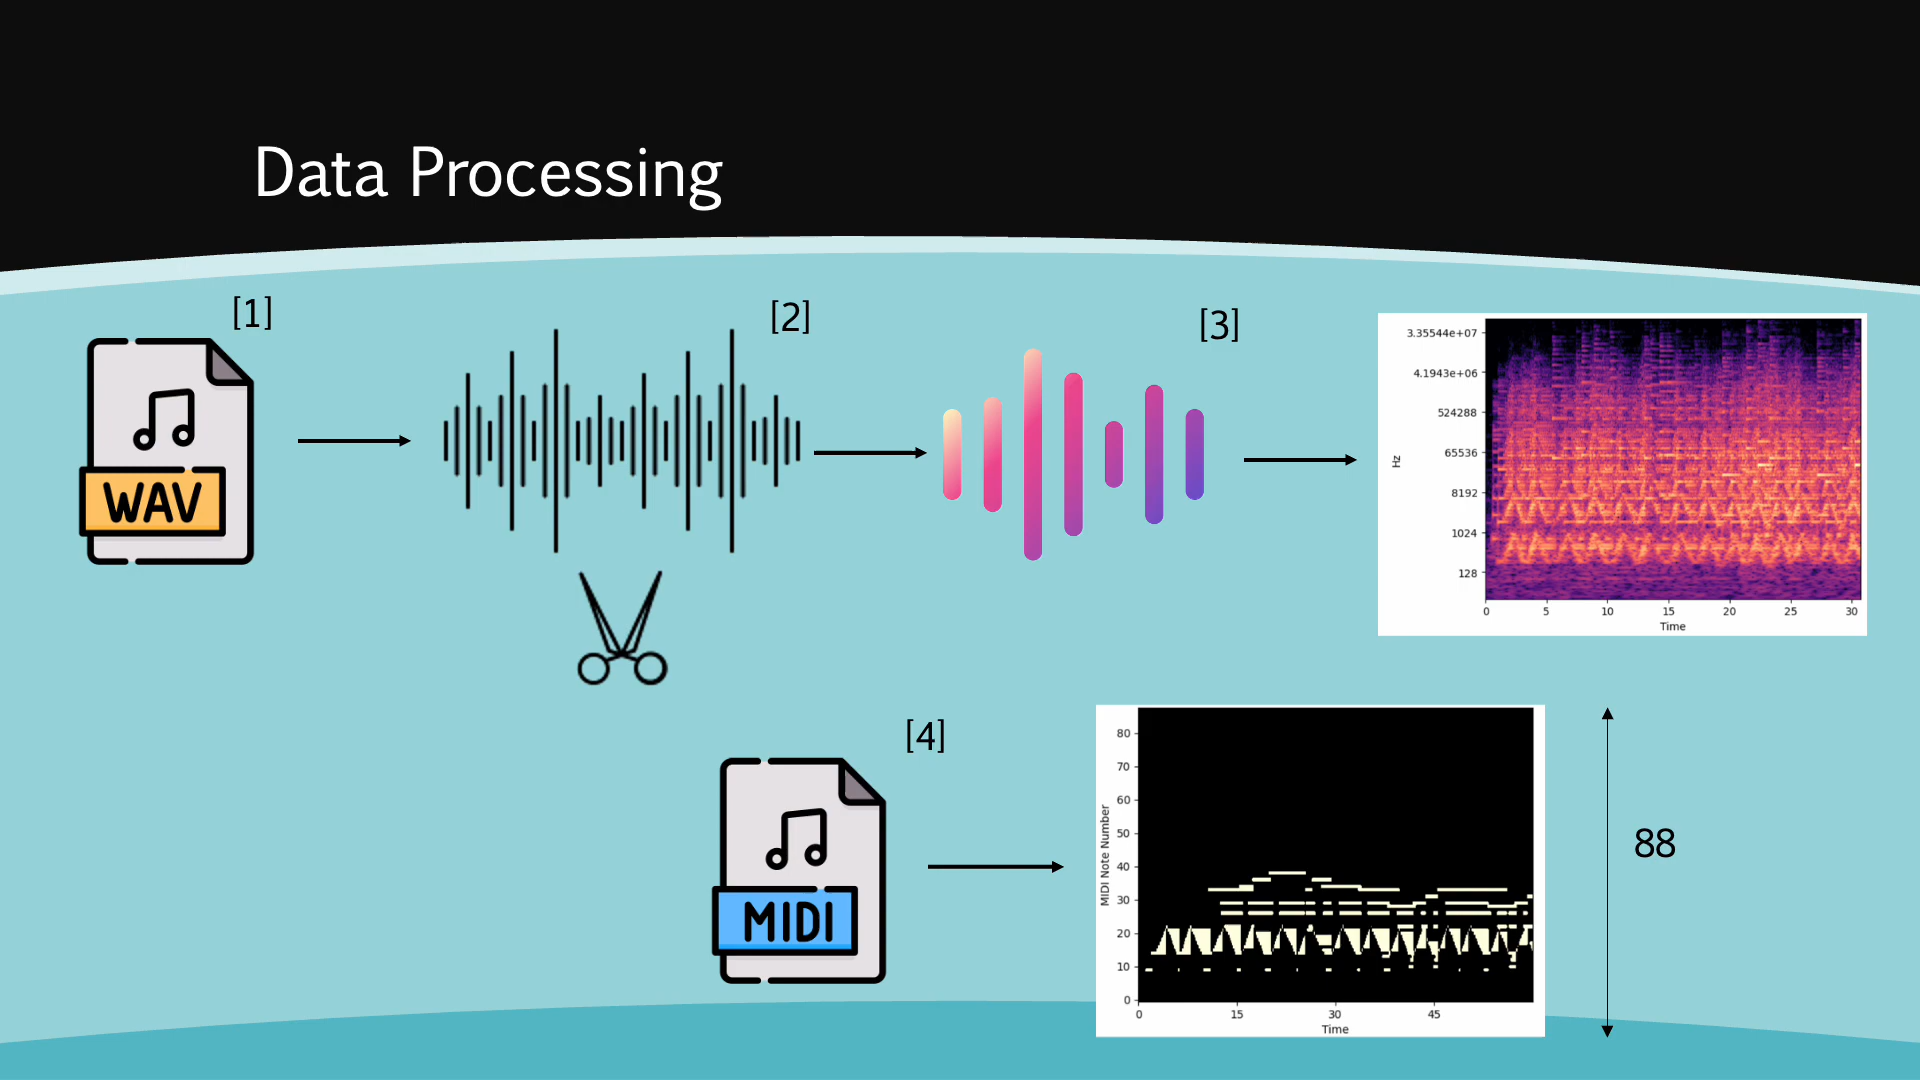 Data Processing
[1]
[2]
[3]
WAV
3.35544e+07
4.1943e+06
524288
65536
8192
1024
128
Hz
0 5 10 15 20 25 30
Time
[4]
MIDI
80
70
60
50
40
30
20
10
0
MIDI Note Number
0 15 30 45
Time
88